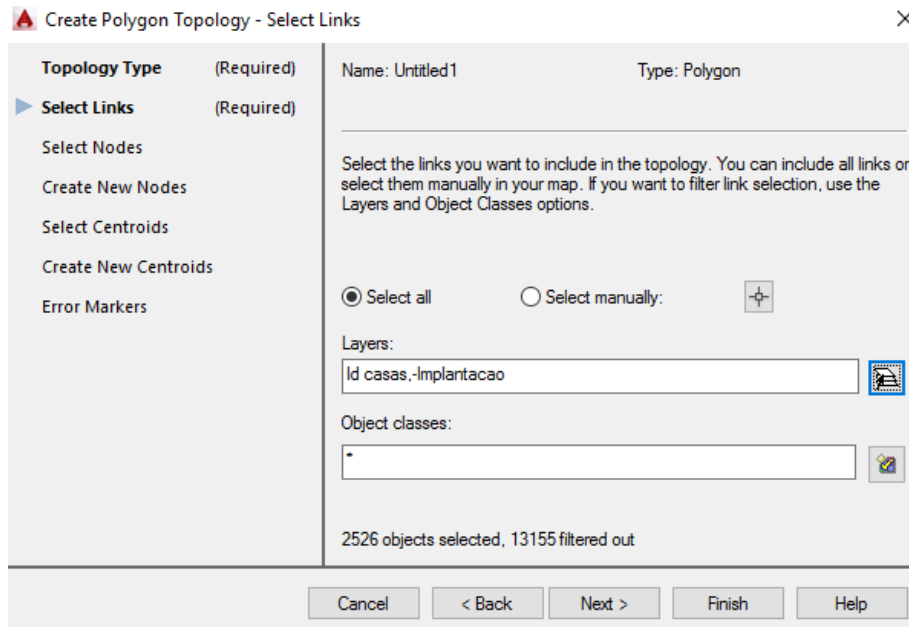 Create Polygon Topology - Select Links
Topology Type (Required)
Select Links (Required)
Select Nodes
Create New Nodes
Select Centroids
Create New Centroids
Error Markers
Name: Untitled1 Type: Polygon
Select the links you want to include in the topology. You can include all links or
select them manually in your map. If you want to filter link selection, use the
Layers and Object Classes options.
Select all Select manually:
Layers:
Id casas,-Implantacao
Object classes:
*
2526 objects selected, 13155 filtered out
Cancel < Back Next > Finish Help